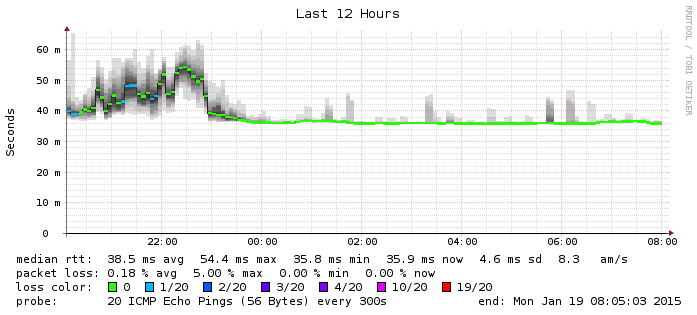 Last 12 Hours
RRDTOOL / TOBI OETIKER
Seconds
60 m
50 m
40 m
30 m
20 m
10 m
0
22:00 00:00 02:00 04:00 06:00 08:00
median rtt: 38.5 ms avg 54.4 ms max 35.8 ms min 35.9 ms now 4.6 ms sd 8.3 am/s
packet loss: 0.18 % avg 5.00 % max 0.00 % min 0.00 % now
loss color: 0 1/20 2/20 3/20 4/20 10/20 19/20
probe: 20 ICMP Echo Pings (56 Bytes) every 300s end: Mon Jan 19 08:05:03 2015